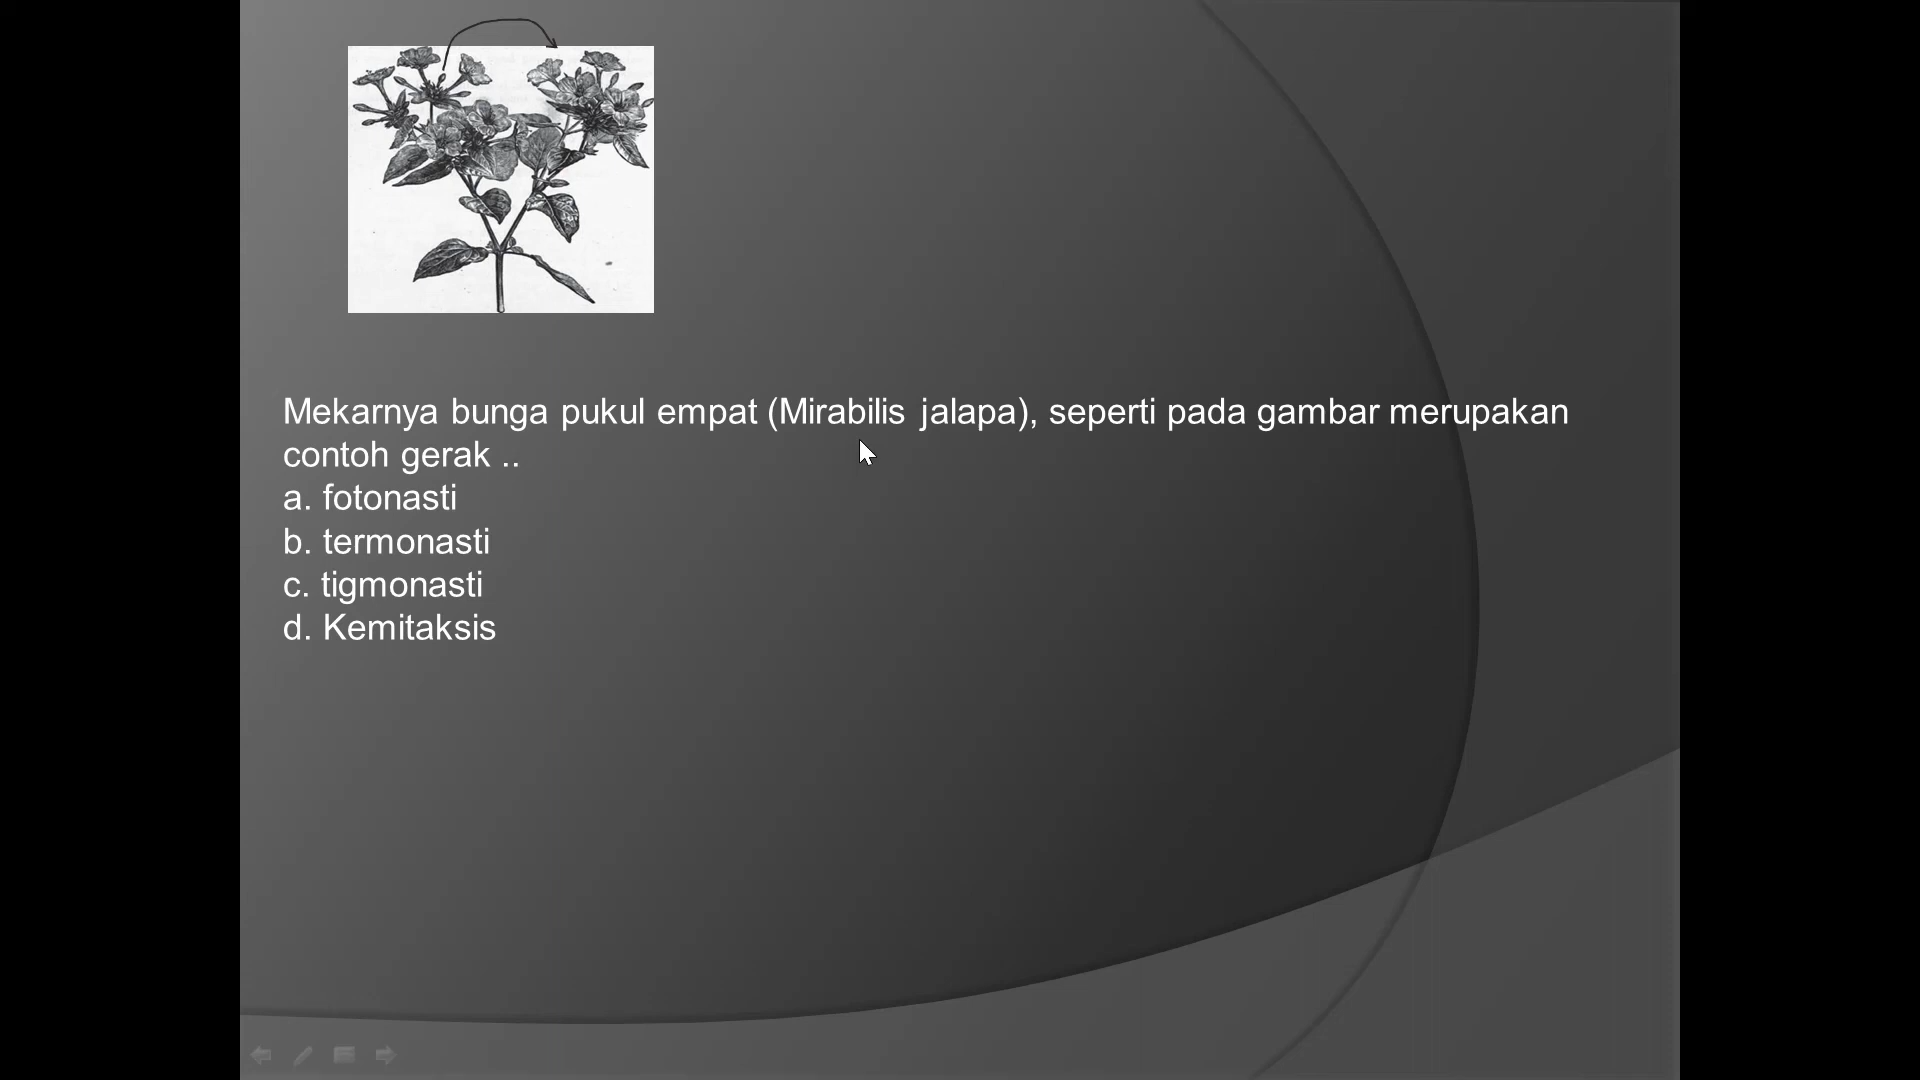 Mekarnya bunga pukul empat (Mirabilis jalapa), seperti pada gambar merupakan
contoh gerak ..
a. fotonasti
b. termonasti
c. tigmonasti
d. Kemitaksis